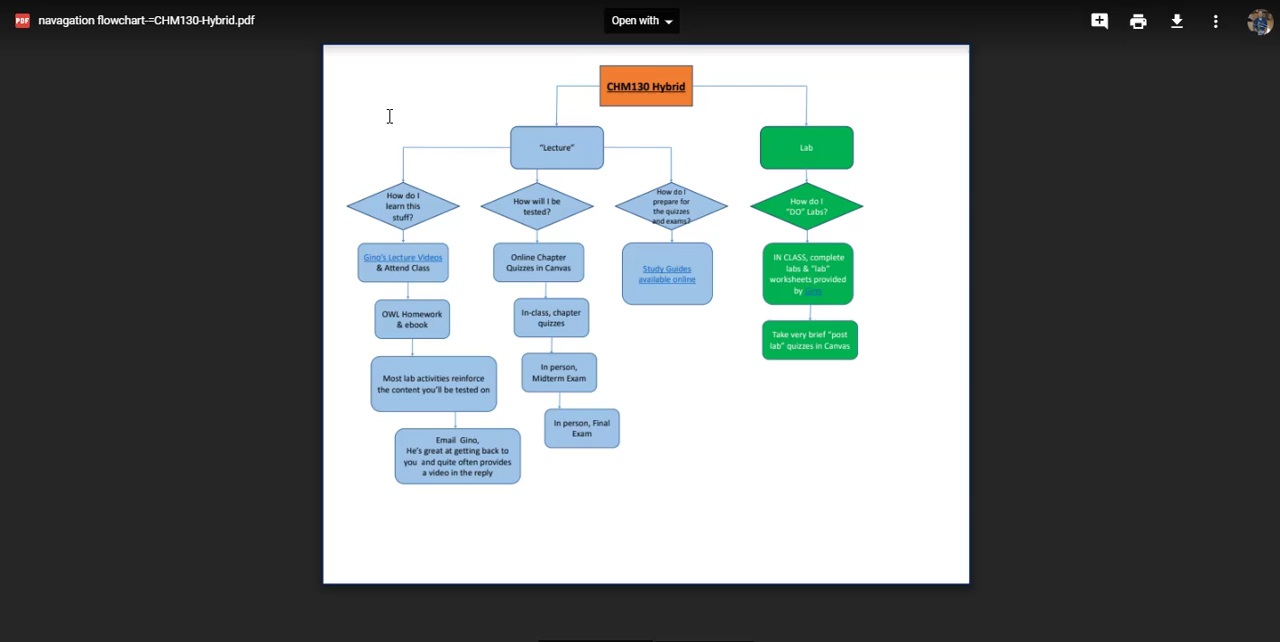 navagation flowchart-=CHM130-Hybrid.pdf
Open with
CHM130 Hybrid
"Lecture"
How do I
learn this
stuff?
Gino's Lecture Videos
& Attend Class
OWL Homework
& ebook
Most lab activities reinforce
the content you'll be tested on
Email Gino,
He's great at getting back to
you and quite often provides
a video in the reply
How will I be
tested?
Online Chapter
Quizzes in Canvas
In-class, chapter
quizzes
In person,
Midterm Exam
In person, Final
Exam
How do I
prepare for
the quizzes
and exams?
Study Guides
available online
Lab
How do I
"DO" Labs?
IN CLASS, complete
labs & "lab"
worksheets provided
by
Take very brief "post
lab" quizzes in Canvas
PDF